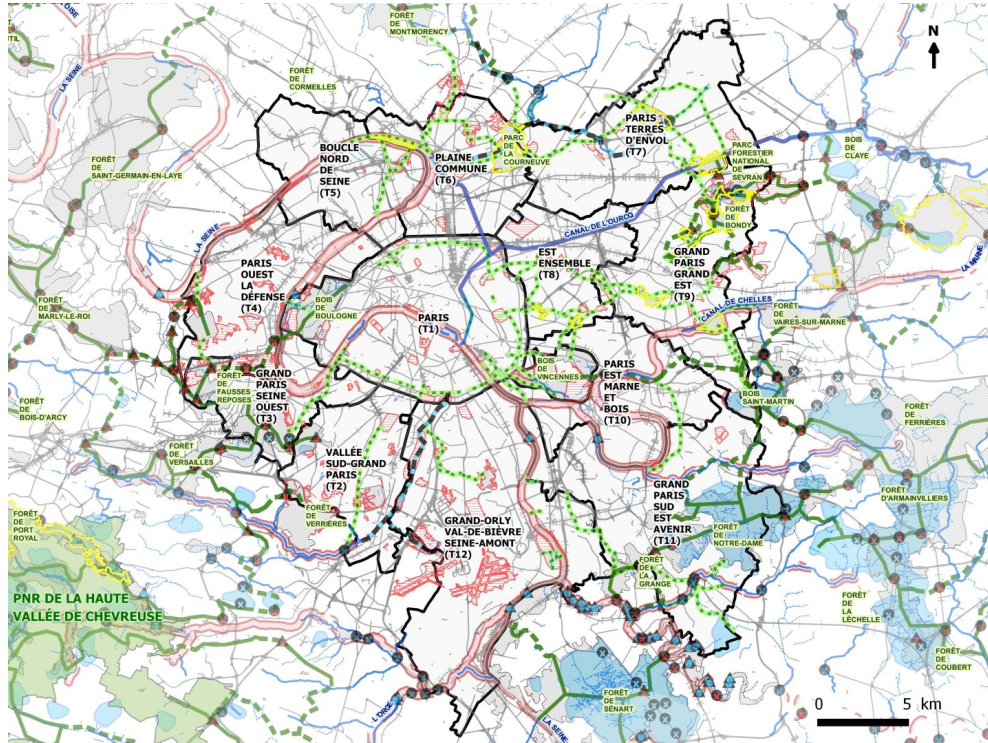 OISE
LA SEINE
FORÊT
DE
MONTMORENCY
N
FORÊT
DE
CORMEILLES
BOUCLE
NORD
DE
SEINE
(T5)
PLAINE
COMMUNE
(T6)
PARC
DE
LA
COURNEUVE
PARIS
TERRES
D'ENVOL
(T7)
PARC
FORESTIER
NATIONAL
DE
SEVRAN
BOIS
DE
CLAYE
FORÊT
DE
SAINT-GERMAIN-EN-LAYE
FORÊT
DE
BONDY
CANAL DE L'OURCQ
LA SEINE
PARIS
OUEST
LA
DÉFENSE
(T4)
EST
ENSEMBLE
(T8)
GRAND
PARIS
GRAND
EST
(T9)
LA MARNE
BOIS
DE
BOULOGNE
PARIS
(T1)
CANAL DE CHELLES
FORÊT
DE
VAIRES-SUR-MARNE
FORÊT
DE
MARLY-LE-ROI
FORÊT
DE
FAUSSES
REPOSES
GRAND
PARIS
SEINE
OUEST
(T3)
BOIS
DE
VINCENNES
PARIS
EST
MARNE
ET
BOIS
(T10)
BOIS
SAINT-MARTIN
FORÊT
DE
BOIS-D'ARCY
FORÊT
DE
FERRIÈRES
FORÊT
DE
VERSAILLES
VALLÉE
SUD-GRAND
PARIS
(T2)
FORÊT
DE
VERRIÈRES
GRAND
PARIS
SUD
EST
AVENIR
(T11)
FORÊT
D'ARMAINVILLIERS
FORÊT
DE
PORT
ROYAL
GRAND-ORLY
VAL-DE-BIÈVRE
SEINE-AMONT
(T12)
FORÊT
DE
NOTRE-DAME
FORÊT
DE
LA
GRANGE
PNR DE LA HAUTE
VALLÉE DE CHEVREUSE
FORÊT
DE
LA
LÉCHELLE
FORÊT
DE
COUBERT
FORÊT
DE
SÉNART
L'ORGE
LA SEINE
0 5 km